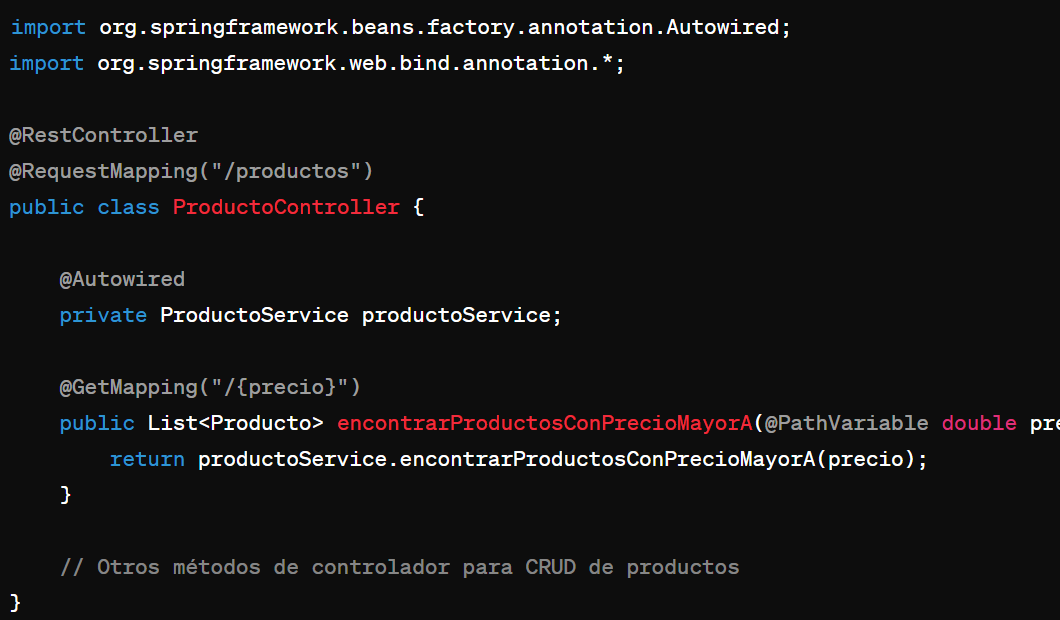 import org.springframework.beans.factory.annotation.Autowired;
import org.springframework.web.bind.annotation.*;
@RestController
@RequestMapping("/productos")
public class ProductoController {
@Autowired
private ProductoService productoService;
@GetMapping("/{precio}")
public List<Producto> encontrarProductosConPrecioMayorA(@PathVariable double pre
return productoService.encontrarProductosConPrecioMayorA(precio);
}
// Otros métodos de controlador para CRUD de productos
}